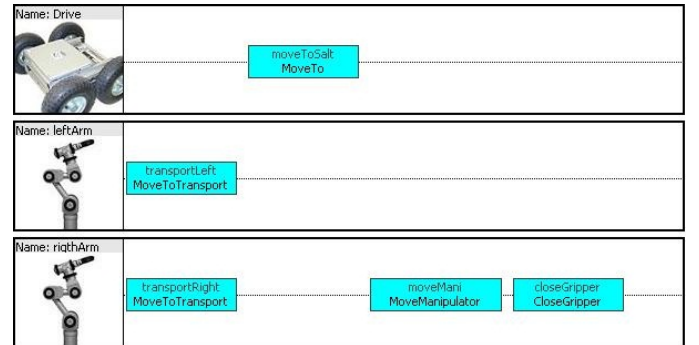 Name: Drive
moveToSalt
MoveTo
Name: leftArm
transportLeft
MoveToTransport
Name: rigthArm
transportRight
MoveToTransport
moveMani
MoveManipulator
closeGripper
CloseGripper